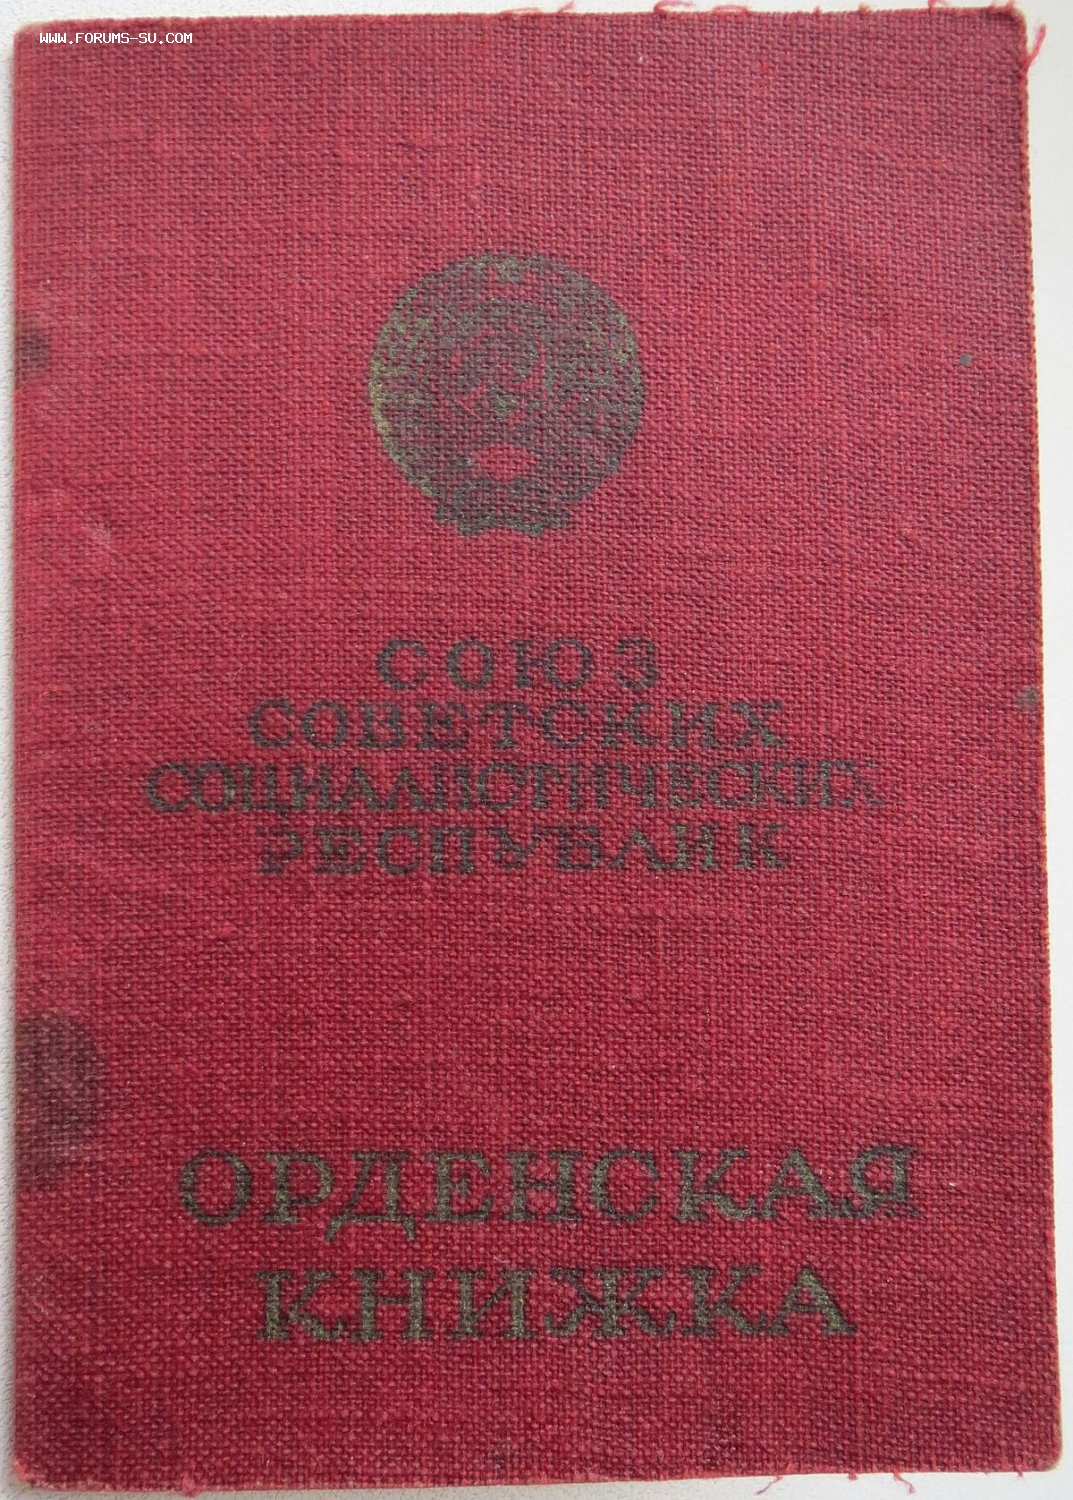 WWW.FORUMS-SU.COM
СОЮЗ
СОВЕТСКИХ
СОЦИАЛИСТИЧЕСКИХ
РЕСПУБЛИК
ОРДЕНСКАЯ
КНИЖКА